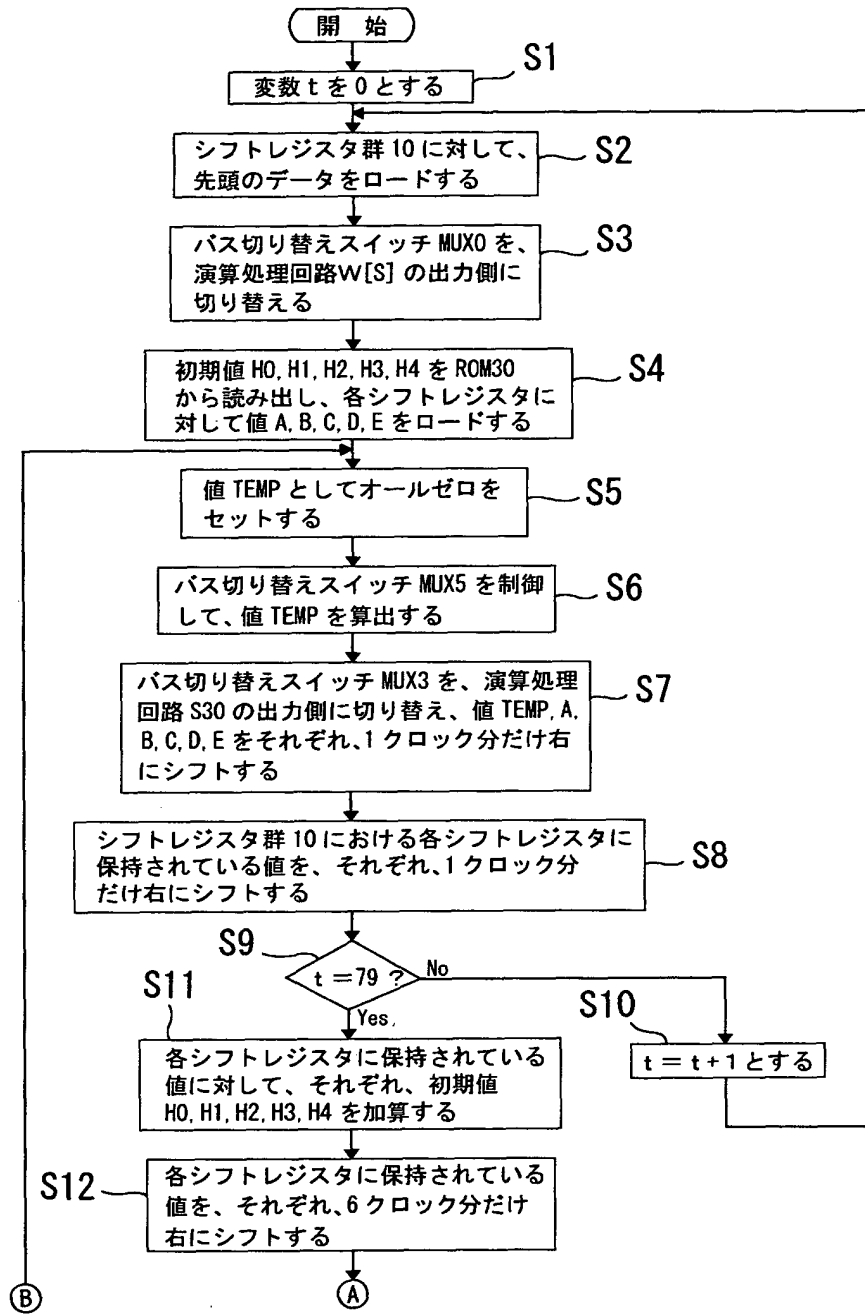 開 始
S1
変数 t を 0 とする
S2
シフトレジスタ群 10 に対して、
先頭のデータをロードする
S3
バス切り替えスイッチ MUX0 を、
演算処理回路W[S] の出力側に
切り替える
S4
初期値 H0, H1, H2, H3, H4 を ROM30
から読み出し、各シフトレジスタに
対して値 A, B, C, D, E をロードする
S5
値 TEMP としてオールゼロを
セットする
S6
バス切り替えスイッチ MUX5 を制御
して、値 TEMP を算出する
S7
バス切り替えスイッチ MUX3 を、演算処理
回路 S30 の出力側に切り替え、値 TEMP, A,
B, C, D, E をそれぞれ、1 クロック分だけ右
にシフトする
S8
シフトレジスタ群 10 における各シフトレジスタに
保持されている値を、それぞれ、1 クロック分
だけ右にシフトする
S9
t =79 ?
No
Yes
S10
t = t + 1 とする
S11
各シフトレジスタに保持されている
値に対して、それぞれ、初期値
H0, H1, H2, H3, H4 を加算する
S12
各シフトレジスタに保持されている
値を、それぞれ、6 クロック分だけ
右にシフトする
B
A